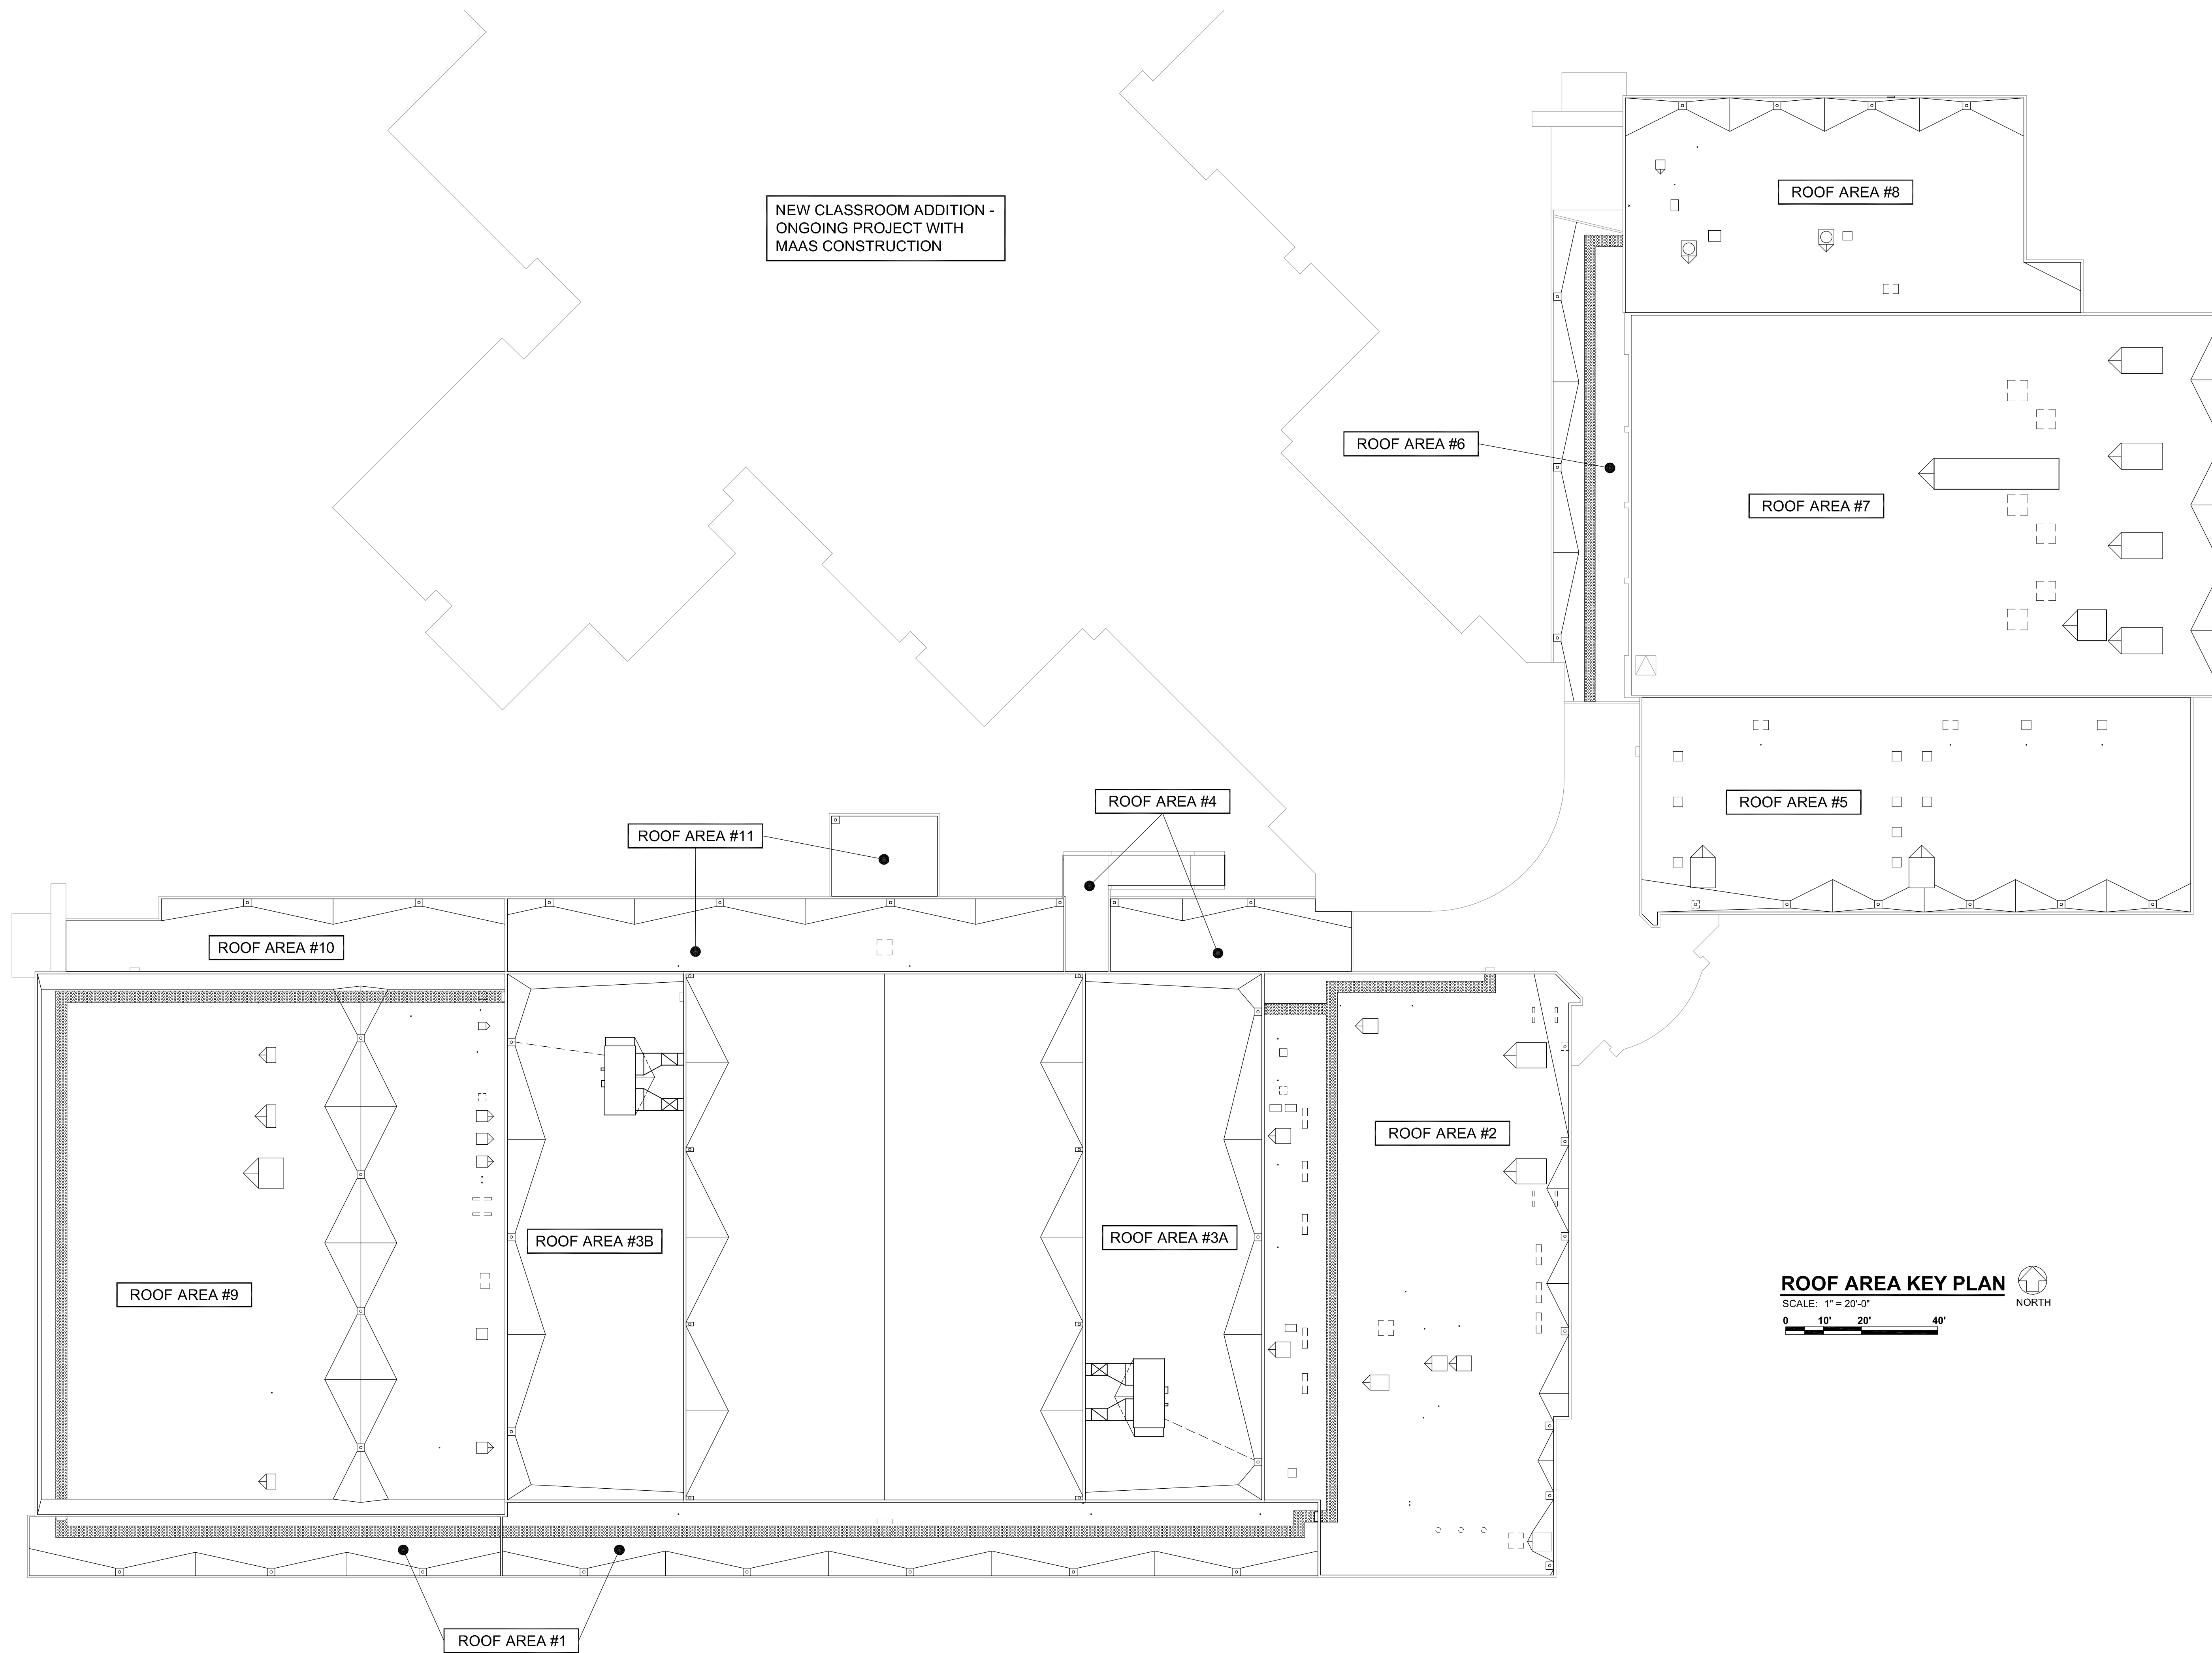 NEW CLASSROOM ADDITION -
ONGOING PROJECT WITH
MAAS CONSTRUCTION
ROOF AREA #8
ROOF AREA #6
ROOF AREA #7
ROOF AREA #4
ROOF AREA #5
ROOF AREA #11
ROOF AREA #10
ROOF AREA #2
ROOF AREA #3B
ROOF AREA #3A
ROOF AREA #9
ROOF AREA KEY PLAN
SCALE: 1" = 20'-0"
NORTH
0 10' 20' 40'
ROOF AREA #1